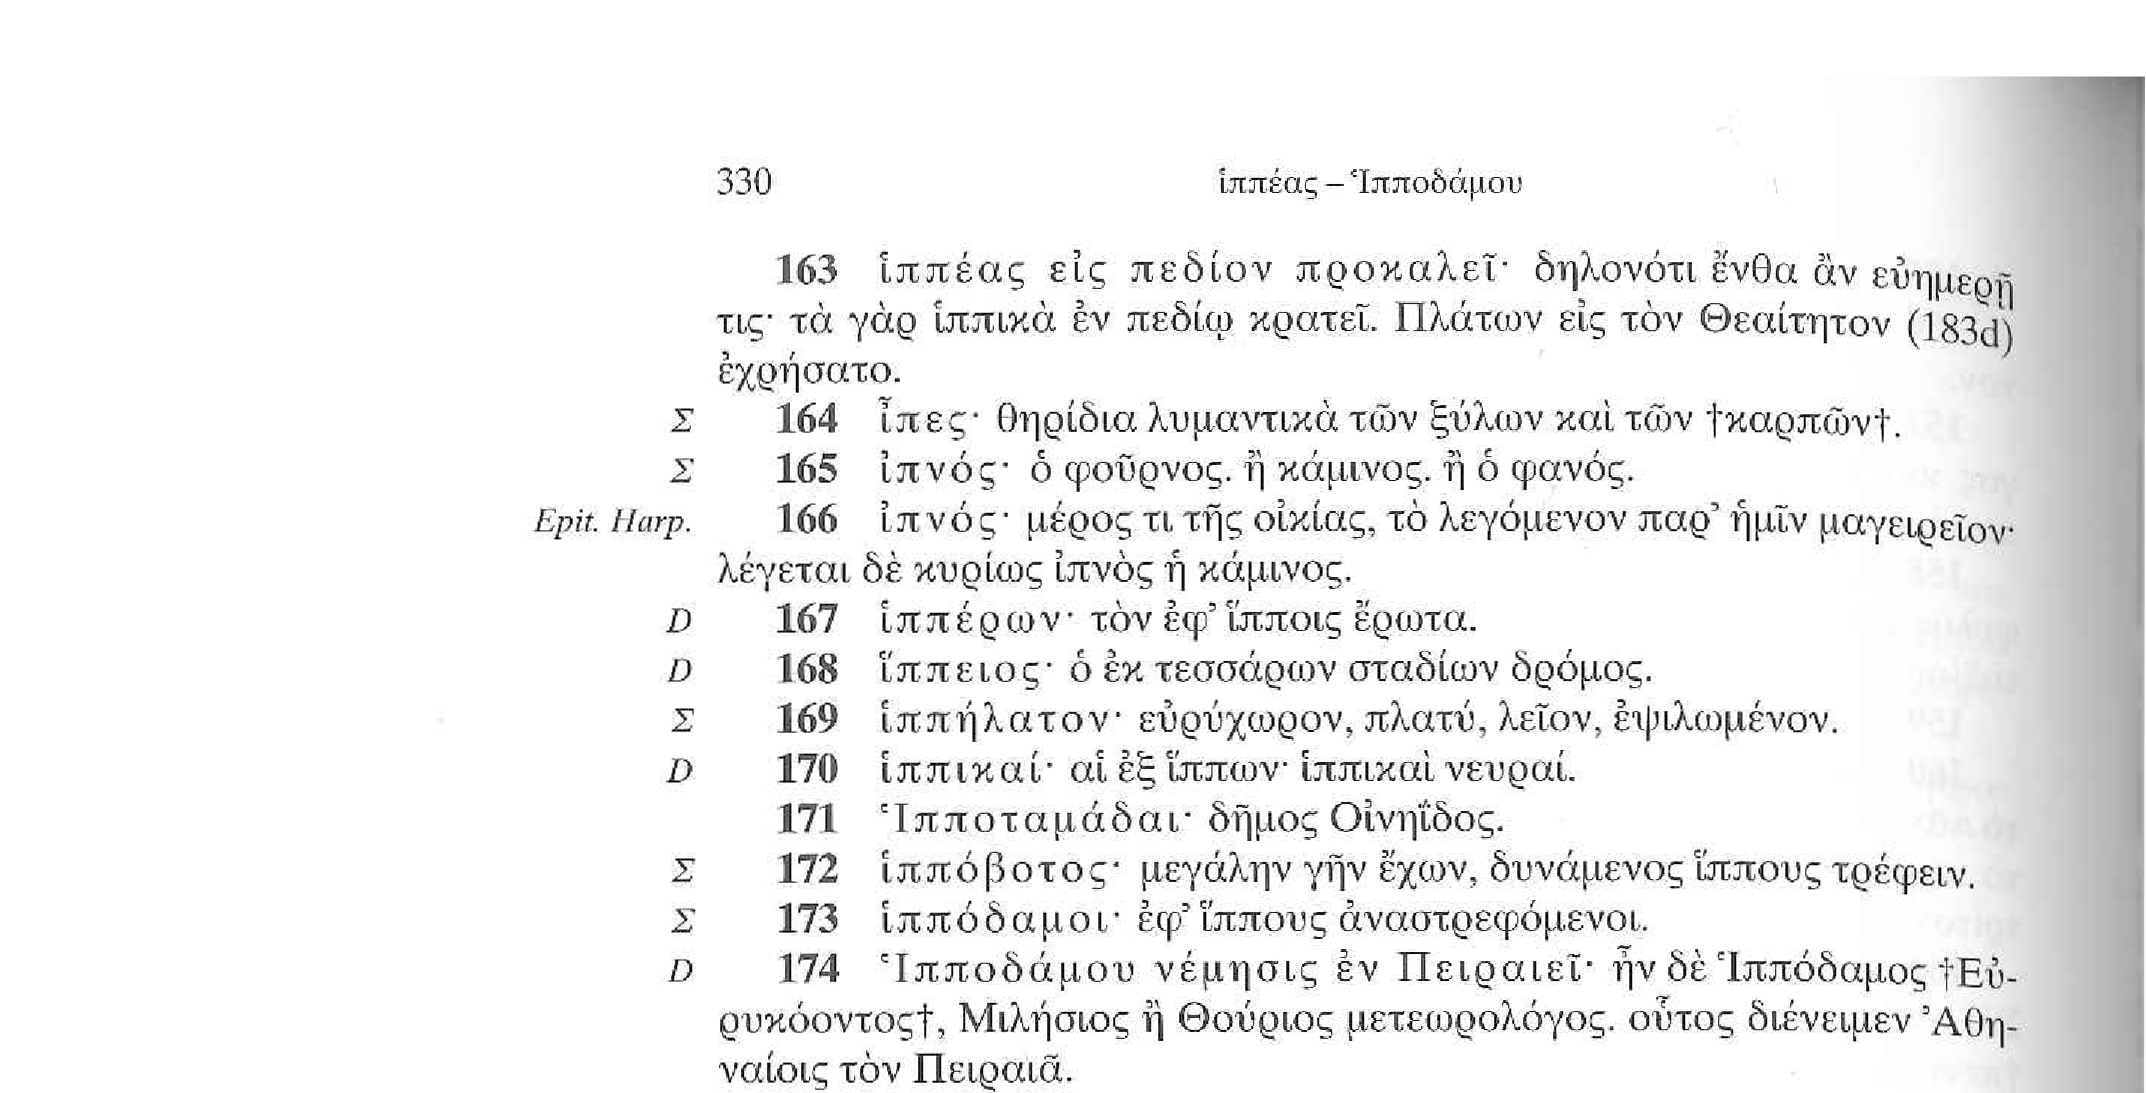 330 ἱππέας – Ἱπποδάμου
163 ἱππέας εἰς πεδίον προκαλεῖ· δηλονότι ἔνθα ἂν εὐημερῇ
τις· τὰ γὰρ ἱππικὰ ἐν πεδίῳ κρατεῖ. Πλάτων εἰς τὸν Θεαίτητον (183d)
ἐχρήσατο.
Σ 164 ἶπες· θηρίδια λυμαντικὰ τῶν ξύλων καὶ τῶν †καρπῶν†.
Σ 165 ἰπνός· ὁ φοῦρνος. ἢ κάμινος. ἢ ὁ φανός.
Epit. Harp. 166 ἰπνός· μέρος τι τῆς οἰκίας, τὸ λεγόμενον παρ’ ἡμῖν μαγειρεῖον·
λέγεται δὲ κυρίως ἰπνὸς ἡ κάμινος.
D 167 ἱππέρων· τὸν ἐφ’ ἵπποις ἔρωτα.
D 168 ἵππειος· ὁ ἐκ τεσσάρων σταδίων δρόμος.
Σ 169 ἱππήλατον· εὐρύχωρον, πλατύ, λεῖον, ἐψιλωμένον.
D 170 ἱππικαί· αἱ ἐξ ἵππων· ἱππικαὶ νευραί.
171 Ἱπποταμάδαι· δῆμος Οἰνηΐδος.
Σ 172 ἱππόβοτος· μεγάλην γῆν ἔχων, δυνάμενος ἵππους τρέφειν.
Σ 173 ἱππόδαμοι· ἐφ’ ἵππους ἀναστρεφόμενοι.
D 174 Ἱπποδάμου νέμησις ἐν Πειραιεῖ· ἦν δὲ Ἱππόδαμος †Εὐ-
ρυκόοντος†, Μιλήσιος ἢ Θούριος μετεωρολόγος. οὗτος διένειμεν Ἀθη-
ναίοις τὸν Πειραιᾶ.